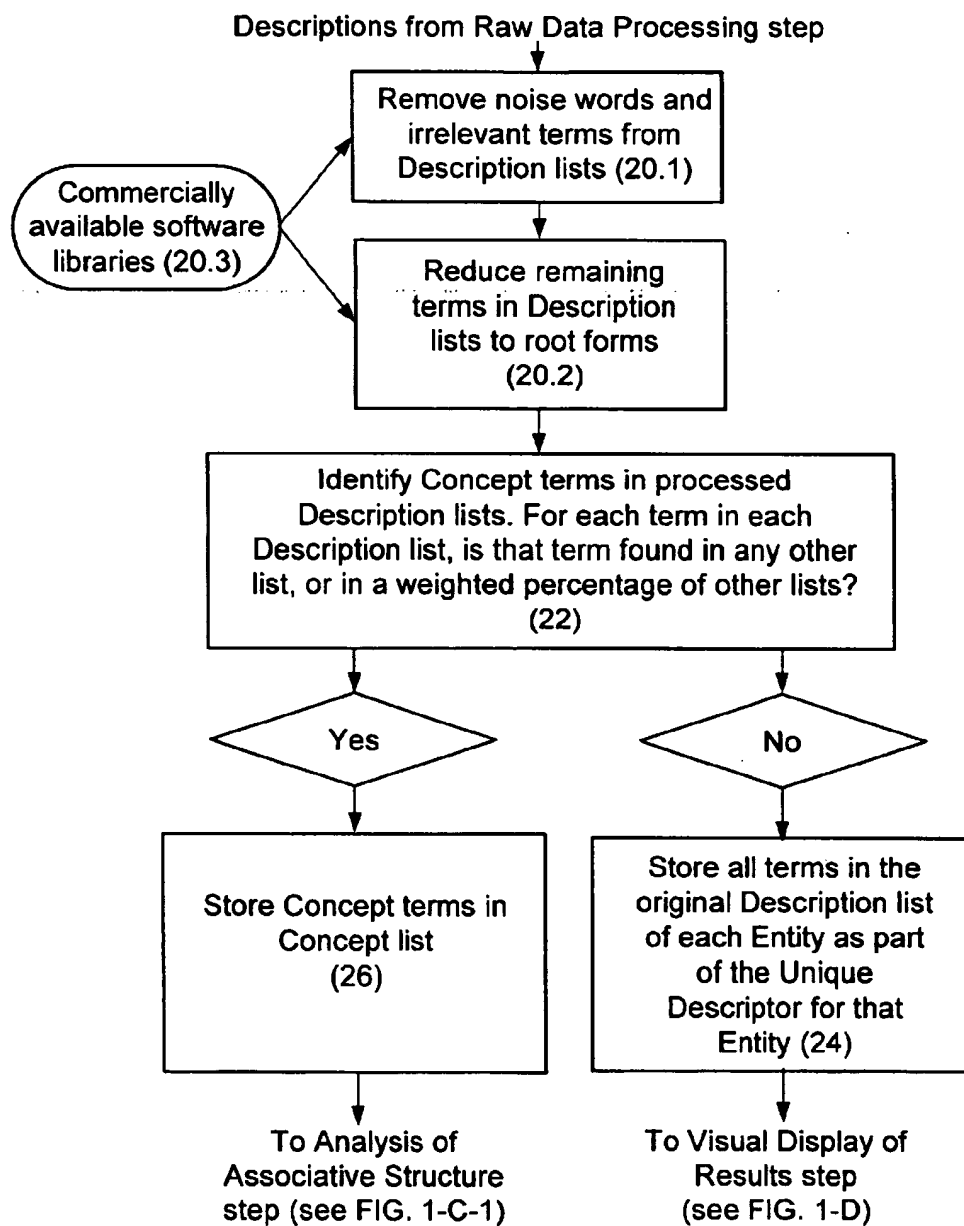 Descriptions from Raw Data Processing step
Remove noise words and
irrelevant terms from
Description lists (20.1)
Commercially
available software
libraries (20.3)
Reduce remaining
terms in Description
lists to root forms
(20.2)
Identify Concept terms in processed
Description lists. For each term in each
Description list, is that term found in any other
list, or in a weighted percentage of other lists?
(22)
Yes
No
Store Concept terms in
Concept list
(26)
Store all terms in the
original Description list
of each Entity as part
of the Unique
Descriptor for that
Entity (24)
To Analysis of
Associative Structure
step (see FIG. 1-C-1)
To Visual Display of
Results step
(see FIG. 1-D)